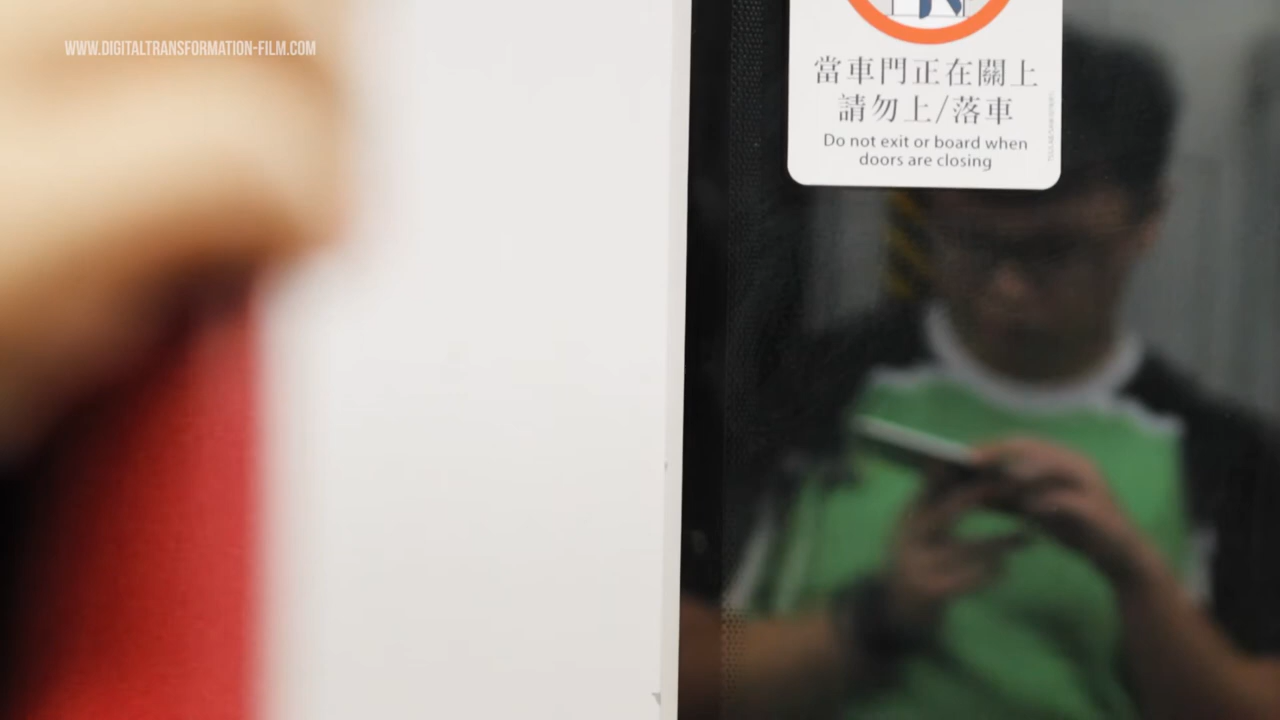 WWW.DIGITALTRANSFORMATION-FILM.COM
當車門正在關上
請勿上/落車
Do not exit or board when
doors are closing